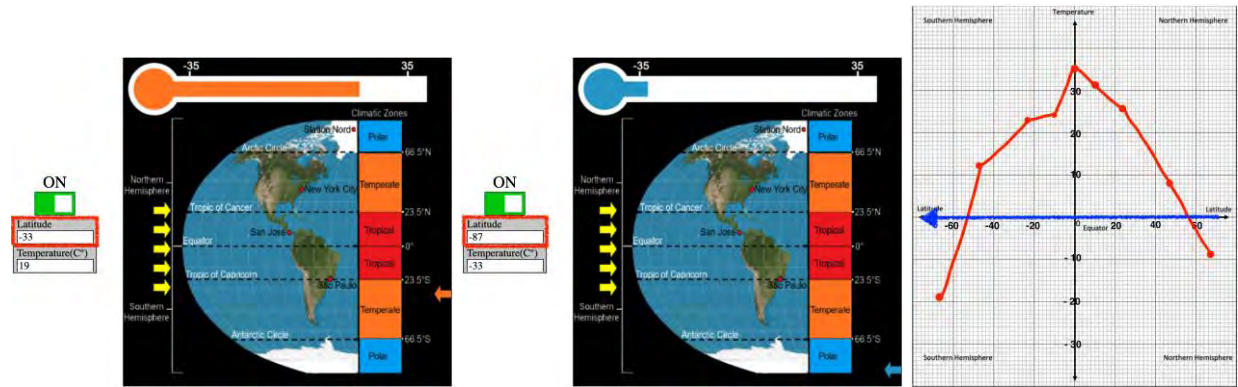 ON
Latitude
-33
Temperature(C°)
19
-35
35
Climatic Zones
Station Nord
Polar
Arctic Circle
66.5°N
Northern
Hemisphere
New York City
Temperate
Tropic of Cancer
23.5°N
San Jose
Tropical
Equator
0°
Tropical
Tropic of Capricorn
23.5°S
São Paulo
Southern
Hemisphere
Temperate
Antarctic Circle
66.5°S
Polar
ON
Latitude
-87
Temperature(C°)
-33
-35
35
Climatic Zones
Station Nord
Polar
Arctic Circle
66.5°N
Northern
Hemisphere
New York City
Temperate
Tropic of Cancer
23.5°N
San Jose
Tropical
Equator
0°
Tropical
Tropic of Capricorn
23.5°S
São Paulo
Southern
Hemisphere
Temperate
Antarctic Circle
66.5°S
Polar
Temperature
Southern Hemisphere
Northern Hemisphere
30
20
10
Latitude
Latitude
-60
-40
-20
Equator
20
40
60
- 10
- 20
- 30
Southern Hemisphere
Northern Hemisphere